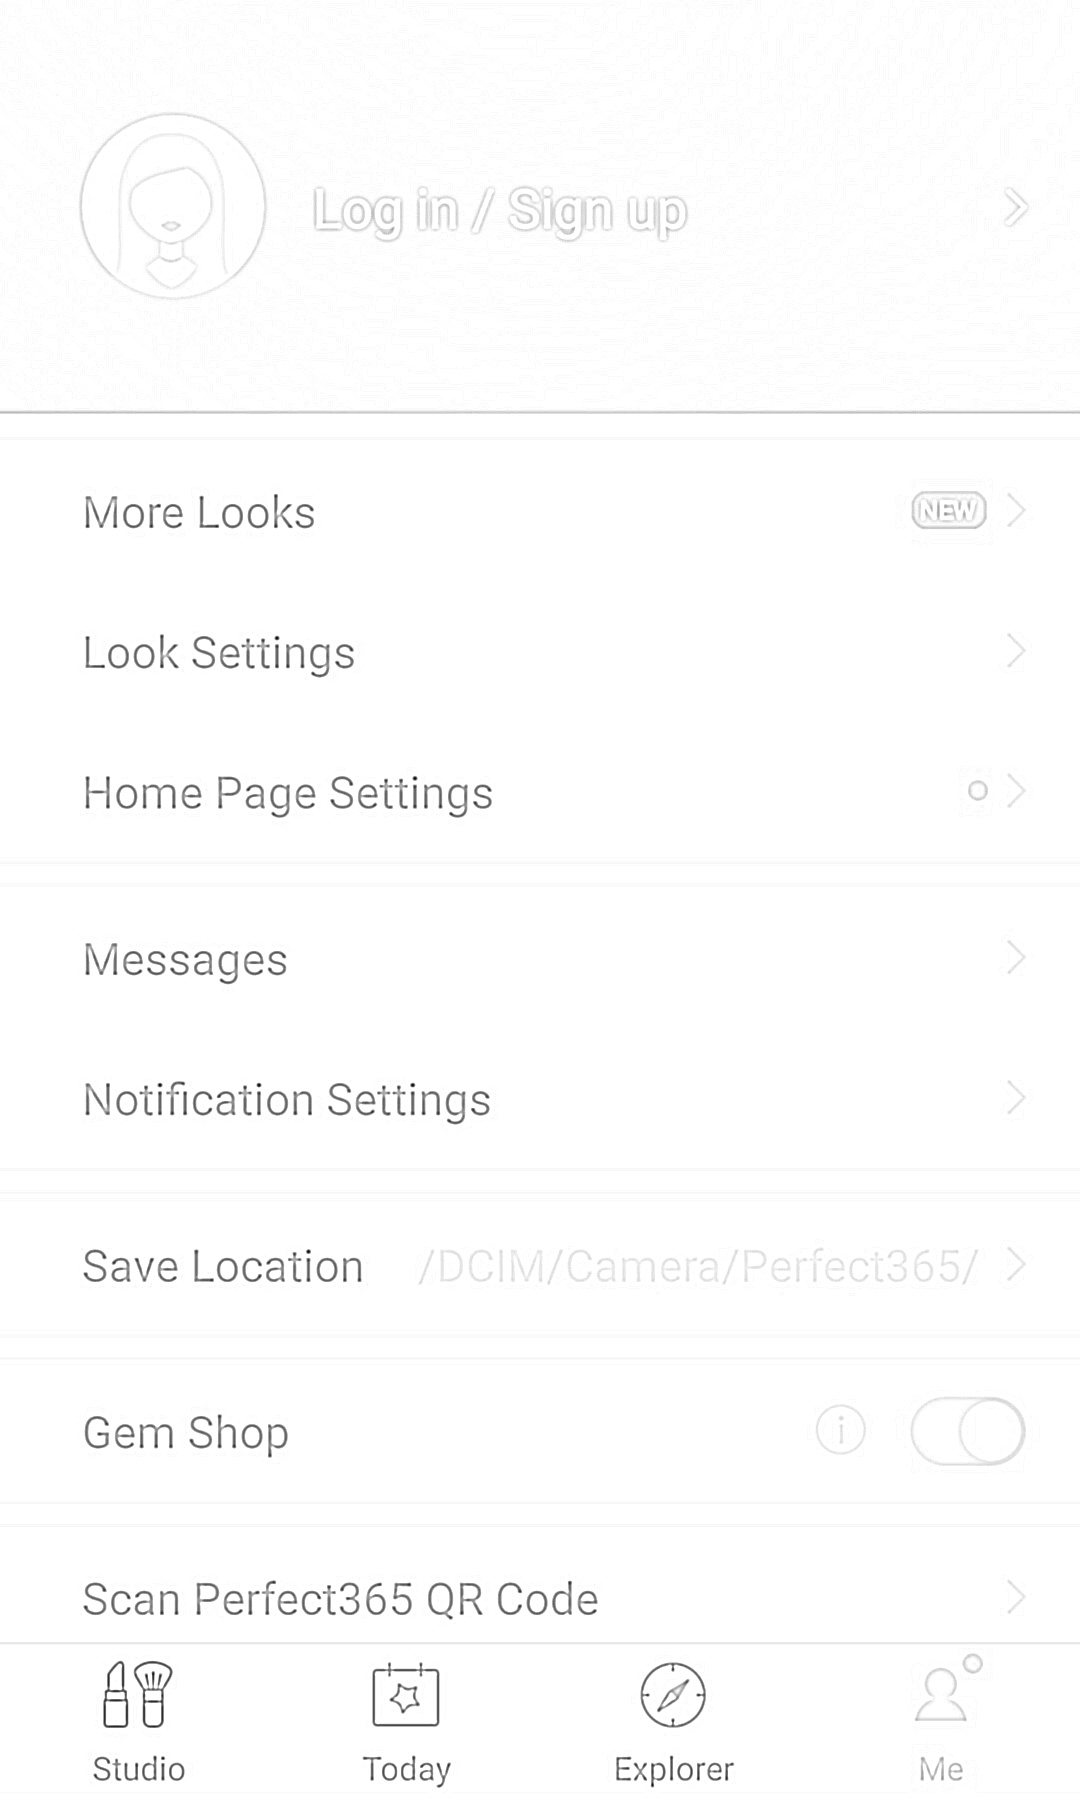 Log in / Sign up
More Looks NEW
Look Settings
Home Page Settings
Messages
Notification Settings
Save Location /DCIM/Camera/Perfect365/
Gem Shop
Scan Perfect365 QR Code
Studio Today Explorer Me